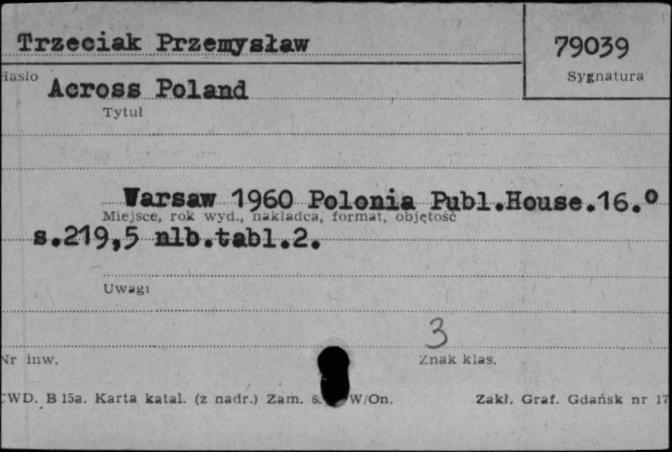 Trzeciak Przemysław
79039
Hasło
Sygnatura
Across Poland
Tytuł
Warsaw 1960 Polonia Publ.House.16.°
Miejsce, rok wyd., nakładca, format, objętość
s.219,5 nlb.tabl.2.
Uwagi
3
Nr inw.
Znak klas.
CWD. B 15a. Karta katal. (z nadr.) Zam. W/On.
Zakł. Graf. Gdańsk nr 17